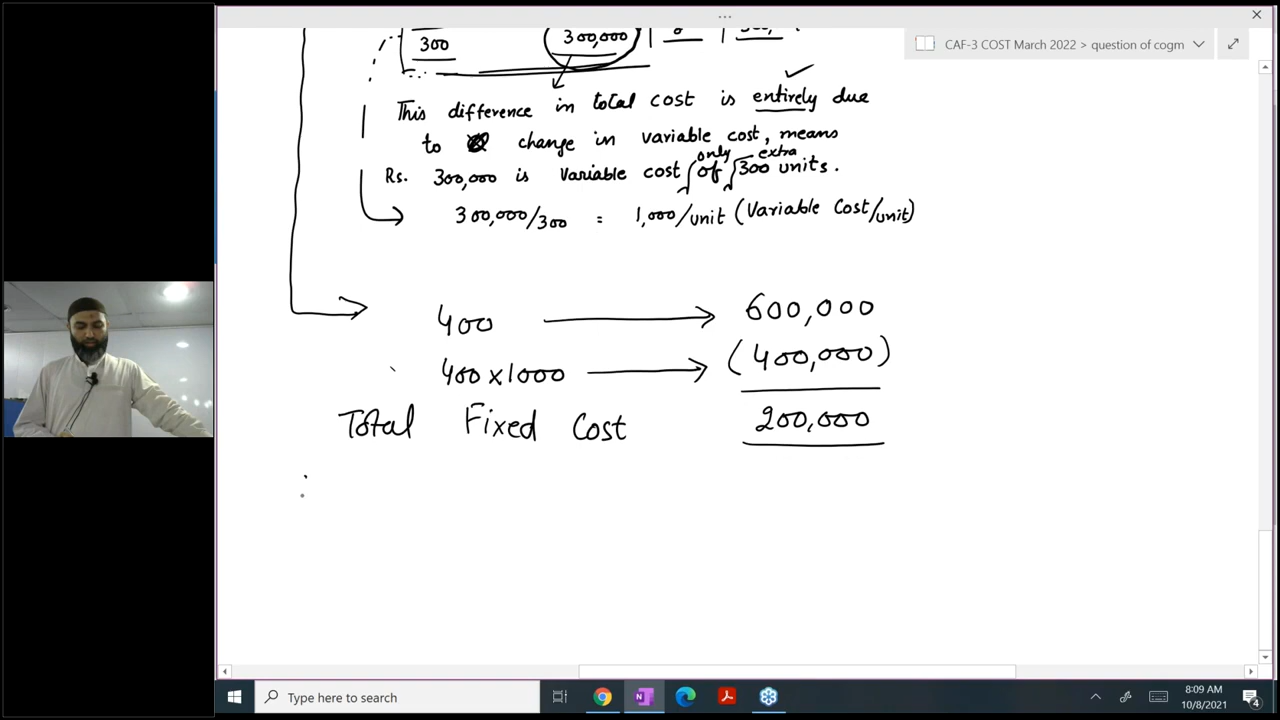 CAF-3 COST March 2022 > question of cogm
300 300,000
This difference in total cost is entirely due
to change in variable cost, means
only extra
Rs. 300,000 is variable cost of 300 units.
300,000/300 = 1,000/unit (Variable Cost/unit)
400 600,000
400x1000 (400,000)
Total Fixed Cost 200,000
Type here to search
8:09 AM
10/8/2021
4